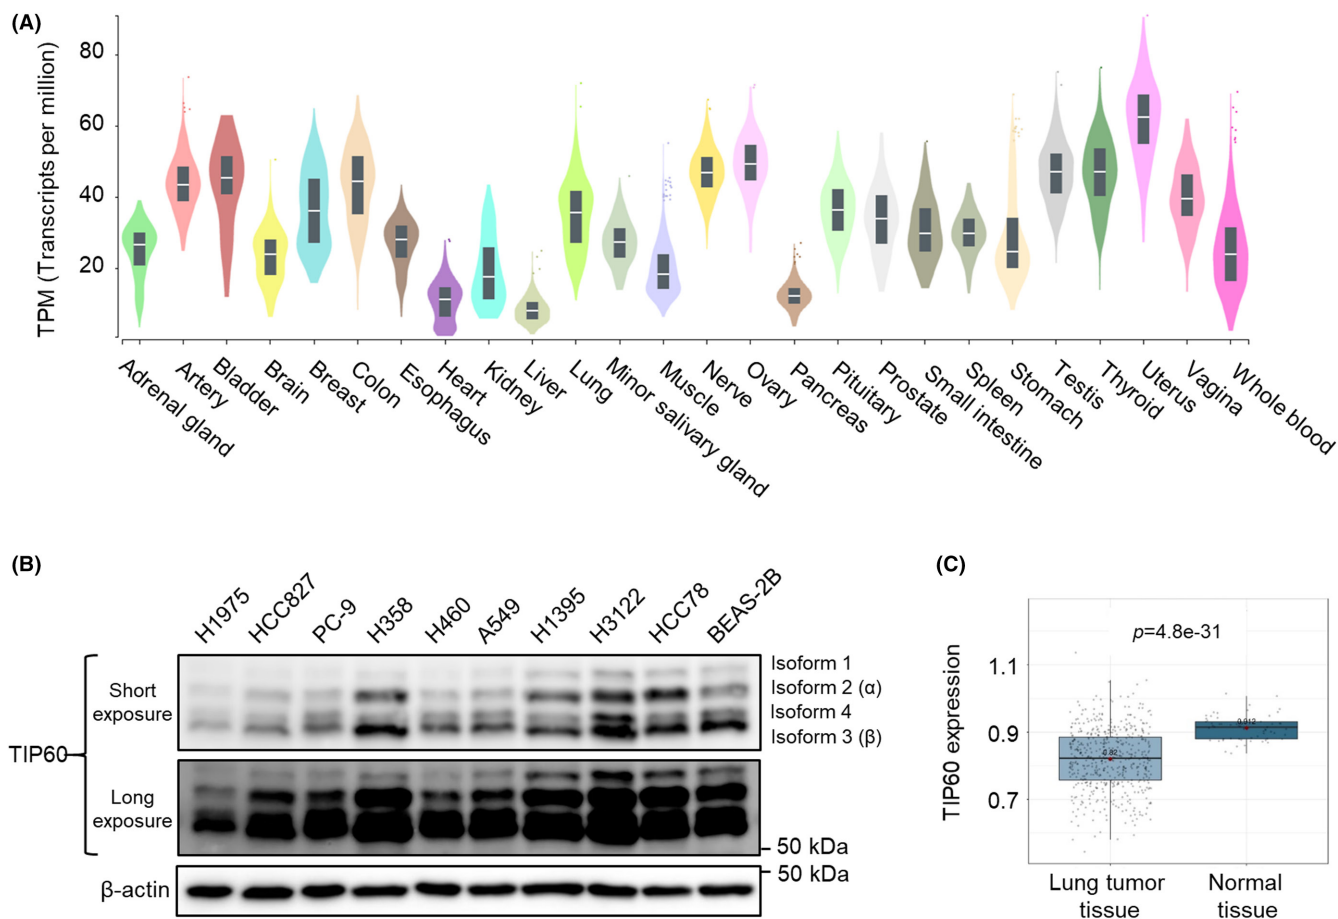 (A)
TPM (Transcripts per million)
80
60
40
20
Adrenal gland
Artery
Bladder
Brain
Breast
Colon
Esophagus
Heart
Kidney
Liver
Lung
Minor salivary gland
Muscle
Nerve
Ovary
Pancreas
Pituitary
Prostate
Small intestine
Spleen
Stomach
Testis
Thyroid
Uterus
Vagina
Whole blood
(B)
H1975
HCC827
PC-9
H358
H460
A549
H1395
H3122
HCC78
BEAS-2B
TIP60
Short
exposure
Isoform 1
Isoform 2 (α)
Isoform 4
Isoform 3 (β)
Long
exposure
50 kDa
50 kDa
β-actin
(C)
p=4.8e-31
TIP60 expression
1.1
0.9
0.7
0.82
0.912
Lung tumor
tissue
Normal
tissue